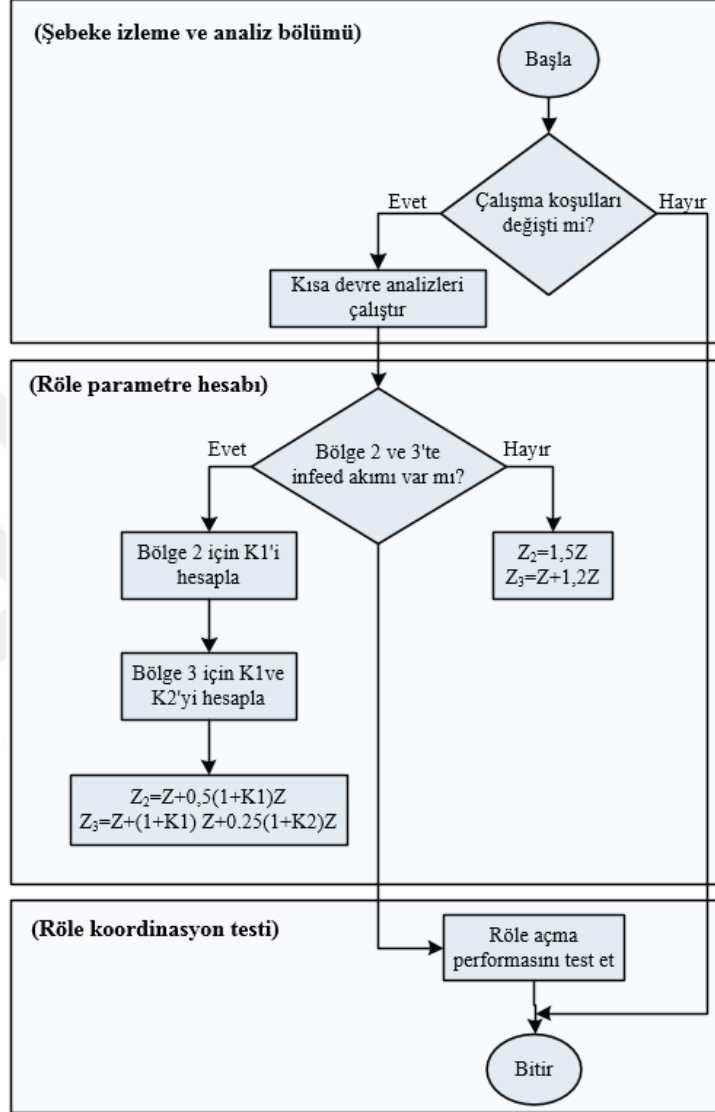 (Şebeke izleme ve analiz bölümü)
Başla
Evet
Çalışma koşulları
değişti mi?
Hayır
Kısa devre analizleri
çalıştır
(Röle parametre hesabı)
Evet
Bölge 2 ve 3'te
infeed akımı var mı?
Hayır
Bölge 2 için K1'i
hesapla
Z₂=1,5Z
Z₃=Z+1,2Z
Bölge 3 için K1ve
K2'yi hesapla
Z₂=Z+0,5(1+K1)Z
Z₃=Z+(1+K1) Z+0.25(1+K2)Z
(Röle koordinasyon testi)
Röle açma
performasını test et
Bitir